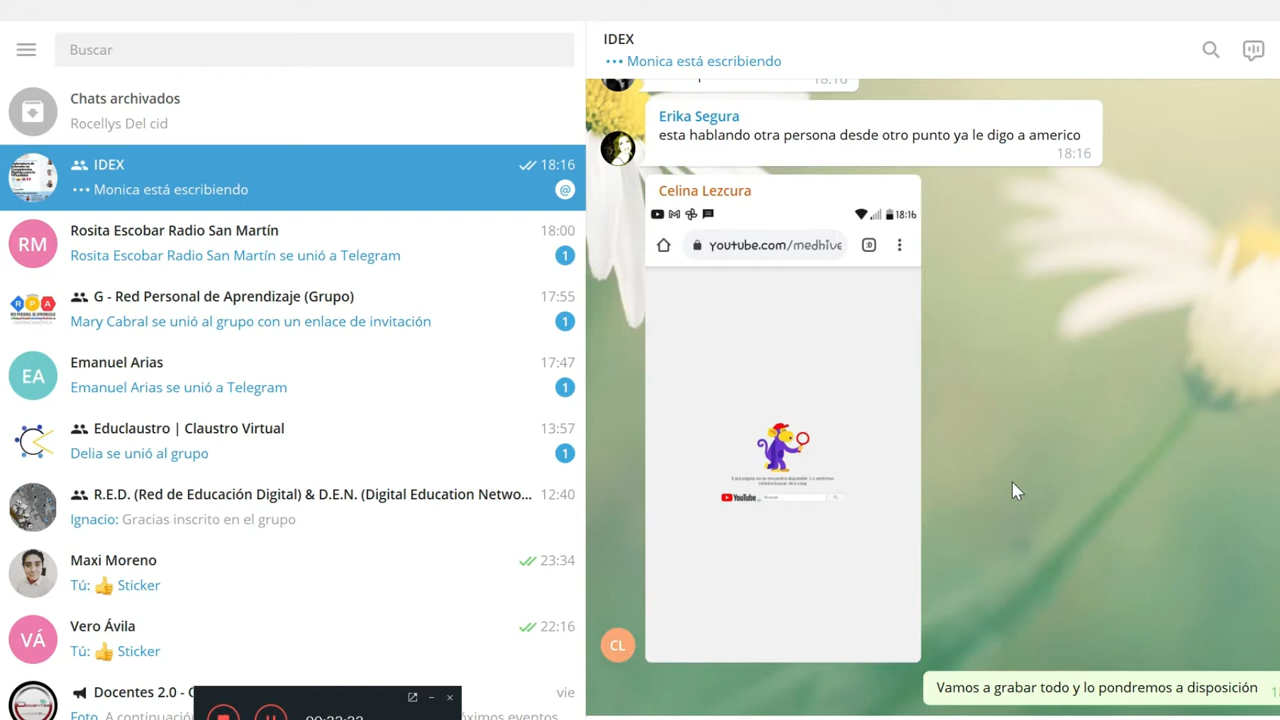 Buscar
Chats archivados
Rocellys Del cid
IDEX
18:16
Monica está escribiendo
@
RM
Rosita Escobar Radio San Martín
18:00
Rosita Escobar Radio San Martín se unió a Telegram
1
RPA
G - Red Personal de Aprendizaje (Grupo)
17:55
Mary Cabral se unió al grupo con un enlace de invitación
1
EA
Emanuel Arias
17:47
Emanuel Arias se unió a Telegram
1
Educlaustro | Claustro Virtual
13:57
Delia se unió al grupo
1
R.E.D. (Red de Educación Digital) & D.E.N. (Digital Education Netwo...
12:40
Ignacio: Gracias inscrito en el grupo
Maxi Moreno
23:34
Tú: 👍 Sticker
VÁ
Vero Ávila
22:16
Tú: 👍 Sticker
Docentes 2.0 -
vie
Foto
IDEX
Monica está escribiendo
18:16
Erika Segura
esta hablando otra persona desde otro punto ya le digo a americo
18:16
Celina Lezcura
18:16
youtube.com/medhive
YouTube
Buscar
CL
Vamos a grabar todo y lo pondremos a disposición